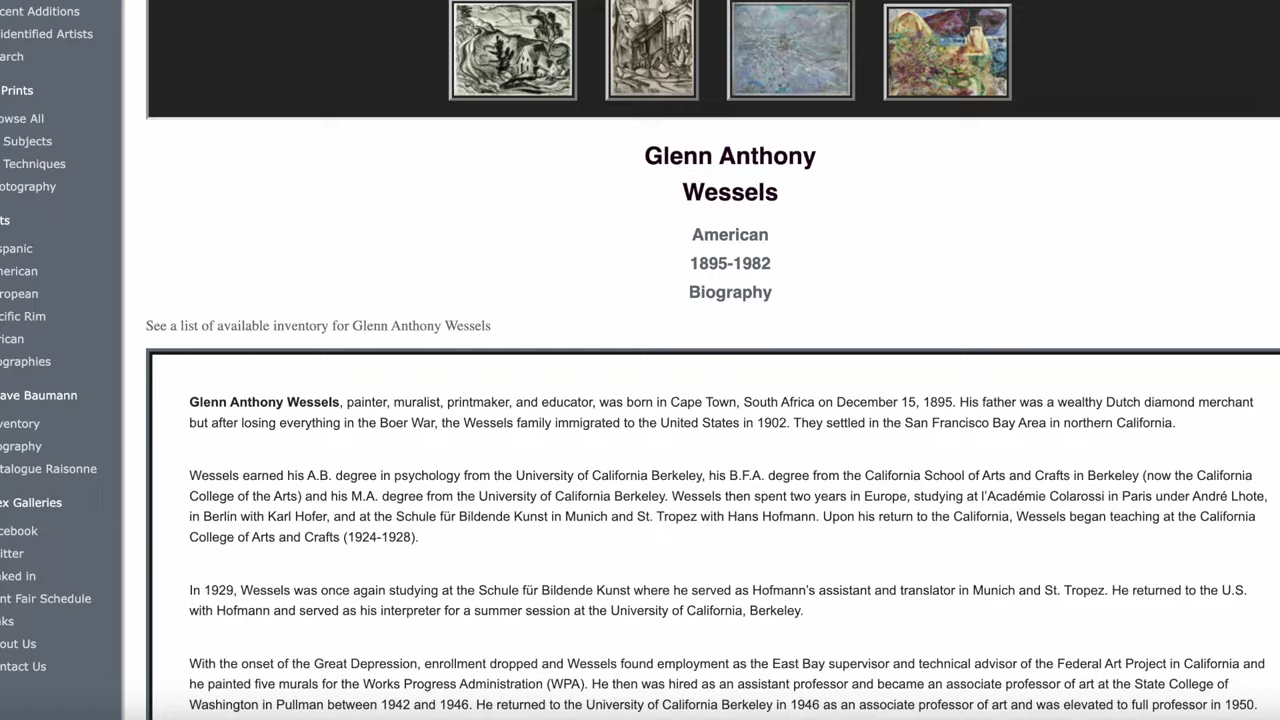 cent Additions
identified Artists
arch
Prints
owse All
Subjects
Techniques
otography
ts
spanic
nerican
ropean
cific Rim
rican
ographies
ave Baumann
ventory
ography
talogue Raisonne
ex Galleries
cebook
itter
ked in
nt Fair Schedule
ks
out Us
ntact Us
Glenn Anthony
Wessels
American
1895-1982
Biography
See a list of available inventory for Glenn Anthony Wessels
Glenn Anthony Wessels, painter, muralist, printmaker, and educator, was born in Cape Town, South Africa on December 15, 1895. His father was a wealthy Dutch diamond merchant
but after losing everything in the Boer War, the Wessels family immigrated to the United States in 1902. They settled in the San Francisco Bay Area in northern California.
Wessels earned his A.B. degree in psychology from the University of California Berkeley, his B.F.A. degree from the California School of Arts and Crafts in Berkeley (now the California
College of the Arts) and his M.A. degree from the University of California Berkeley. Wessels then spent two years in Europe, studying at l'Académie Colarossi in Paris under André Lhote,
in Berlin with Karl Hofer, and at the Schule für Bildende Kunst in Munich and St. Tropez with Hans Hofmann. Upon his return to the California, Wessels began teaching at the California
College of Arts and Crafts (1924-1928).
In 1929, Wessels was once again studying at the Schule für Bildende Kunst where he served as Hofmann's assistant and translator in Munich and St. Tropez. He returned to the U.S.
with Hofmann and served as his interpreter for a summer session at the University of California, Berkeley.
With the onset of the Great Depression, enrollment dropped and Wessels found employment as the East Bay supervisor and technical advisor of the Federal Art Project in California and
he painted five murals for the Works Progress Administration (WPA). He then was hired as an assistant professor and became an associate professor of art at the State College of
Washington in Pullman between 1942 and 1946. He returned to the University of California Berkeley in 1946 as an associate professor of art and was elevated to full professor in 1950.